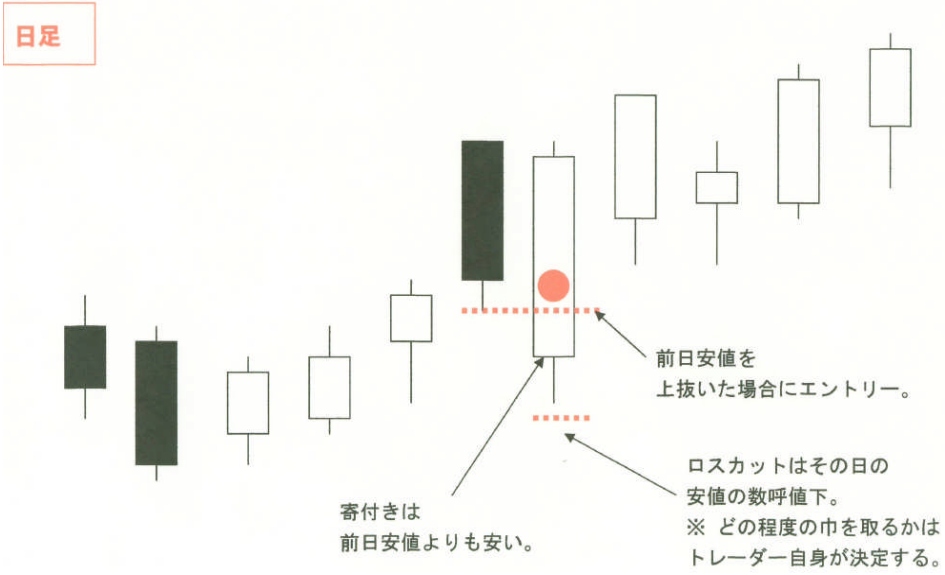 日足
前日安値を
上抜いた場合にエントリー。
ロスカットはその日の
安値の数呼値下。
※ どの程度の巾を取るかは
トレーダー自身が決定する。
寄付きは
前日安値よりも安い。